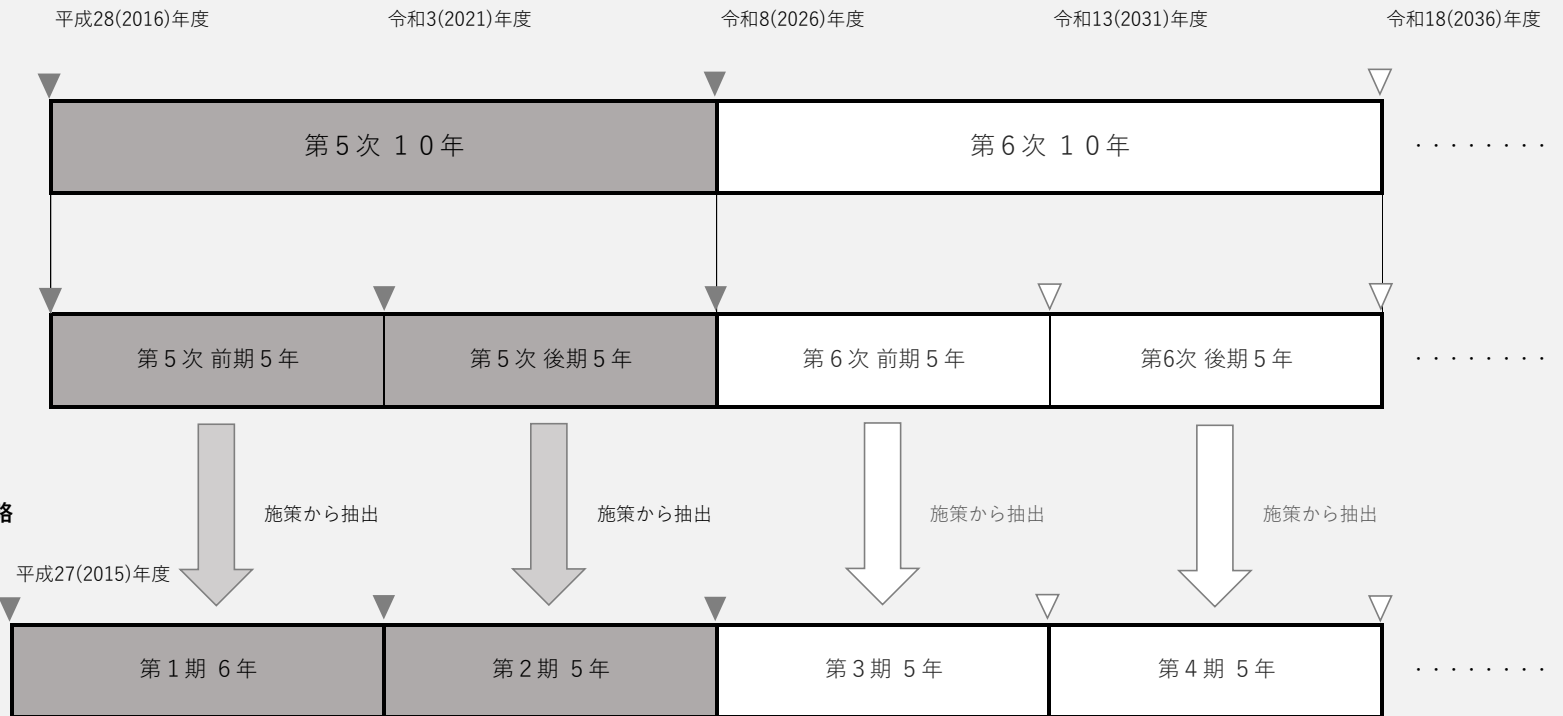 平成28(2016)年度 令和3(2021)年度 令和8(2026)年度 令和13(2031)年度 令和18(2036)年度
第５次 １０年 第６次 １０年 ・・・・・・・・
第５次 前期５年 第５次 後期５年 第６次 前期５年 第6次 後期５年 ・・・・・・・・
略 施策から抽出 施策から抽出 施策から抽出 施策から抽出
平成27(2015)年度
第１期 ６年 第２期 ５年 第３期 ５年 第４期 ５年 ・・・・・・・・